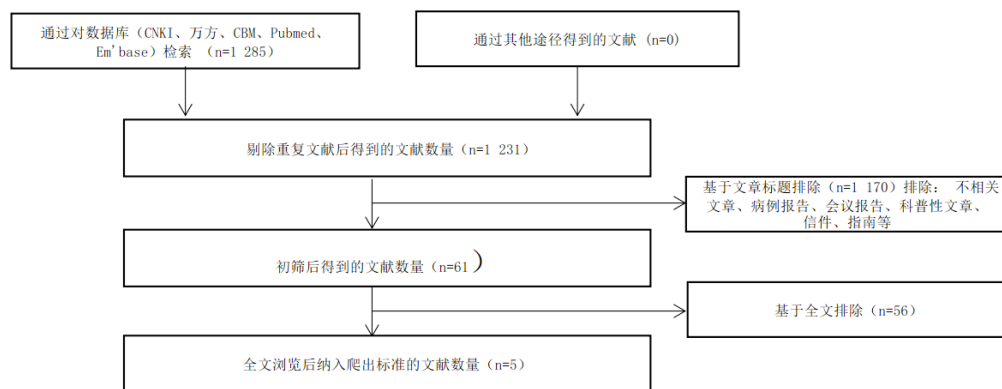 通过对数据库（CNKI、万方、CBM、Pubmed、
Em'base）检索 （n=1 285）
通过其他途径得到的文献 (n=0)
剔除重复文献后得到的文献数量（n=1 231）
基于文章标题排除（n=1 170）排除： 不相关
文章、病例报告、会议报告、科普性文章、
信件、指南等
初筛后得到的文献数量（n=61）
基于全文排除（n=56）
全文浏览后纳入爬出标准的文献数量（n=5）